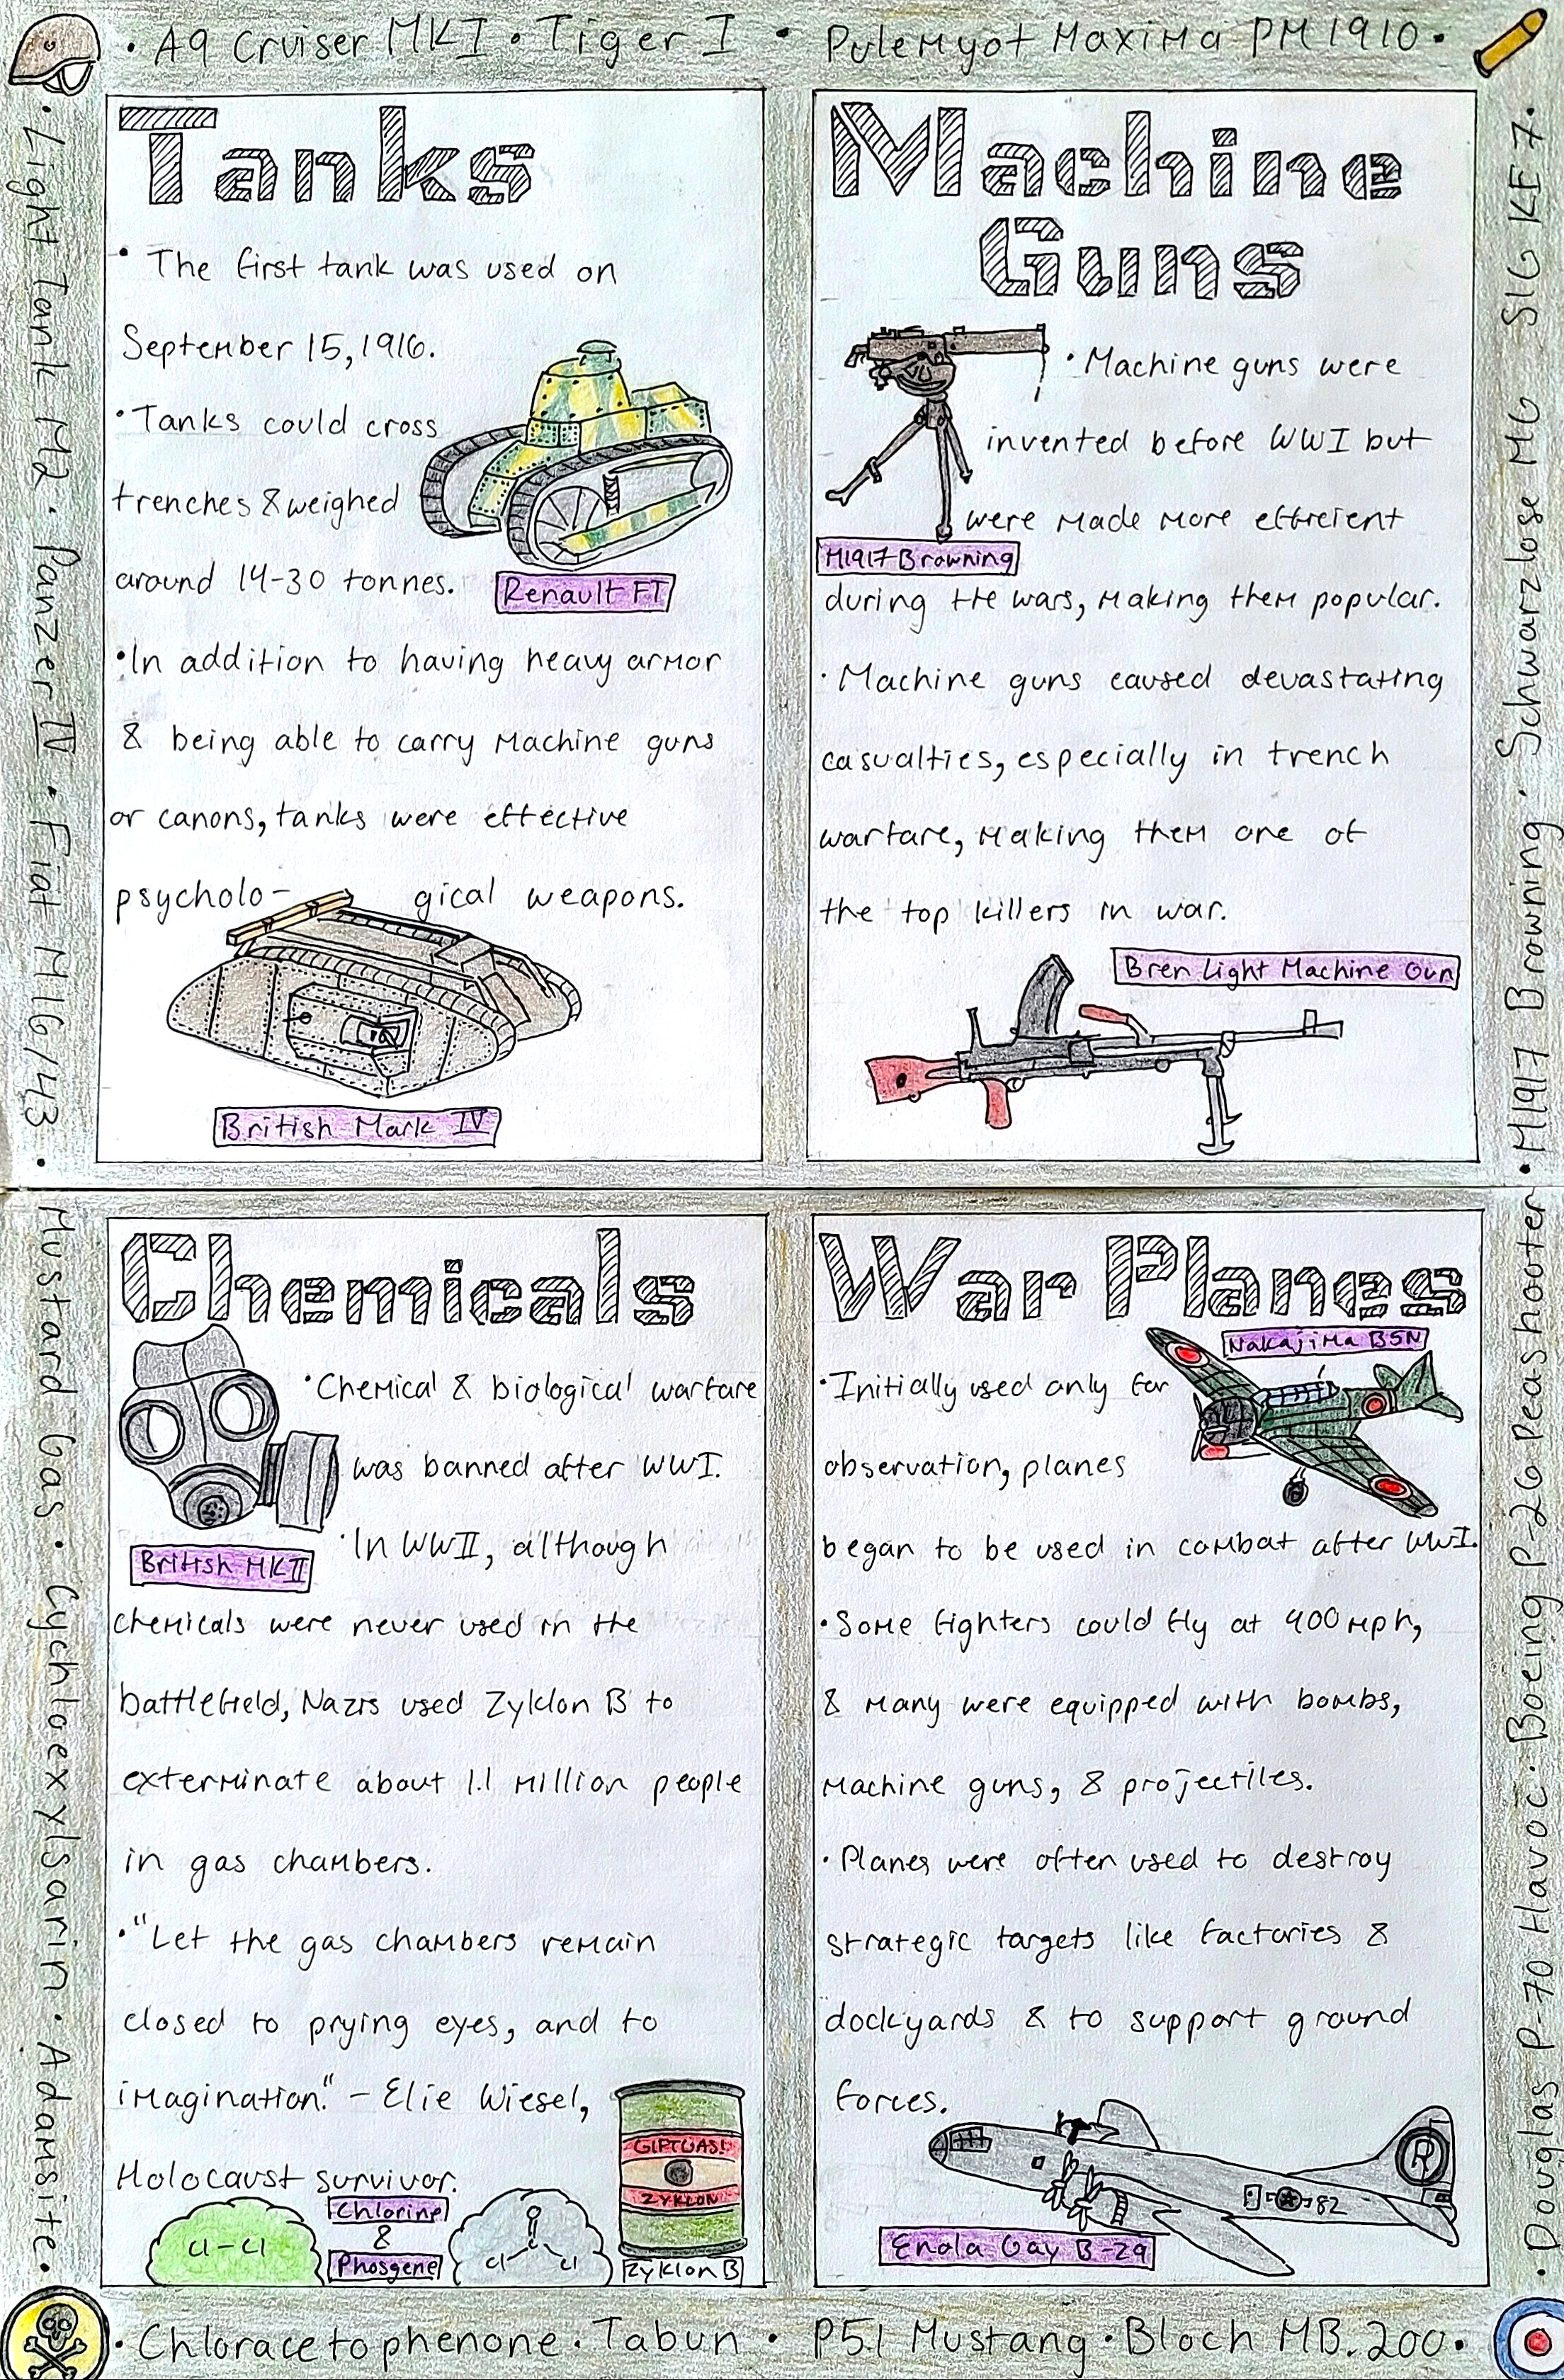 • A9 Cruiser MKI • Tiger I • Pulemyot Maxima PM1910 •
• Light Tank M2 • Panzer IV • Fiat M16/43 •
Tanks
• The first tank was used on
September 15, 1916.
• Tanks could cross
trenches & weighed
around 14-30 tonnes.
Renault FT
• In addition to having heavy armor
& being able to carry machine guns
or canons, tanks were effective
psycholo- gical weapons.
British Mark IV
Machine
Guns
• Machine guns were
invented before WWI but
were made more effeient
M1917 Browning
during the wars, making them popular.
• Machine guns caused devastating
casualties, especially in trench
warfare, making them one of
the top killers in war.
Bren Light Machine Gun
• M1917 Browning • Schwarzlose MG SIG KE7 •
Mustard Gas • Cychloexylsarin • Adamsite •
Chemicals
• Chemical & biological warfare
was banned after WWI.
• In WWII, although
British MKII
chemicals were never used in the
battlefield, Nazis used Zyklon B to
exterminate about 1.1 million people
in gas chambers.
• "Let the gas chambers remain
closed to prying eyes, and to
imagination." - Elie Wiesel,
Holocaust survivor.
Cl-Cl
Chlorine
&
Phosgene
O
Cl Cl
GIFTGAS!
ZYKLON
Zyklon B
War Planes
Nakajima B5N
• Initially used only for
observation, planes
began to be used in combat after WWI.
• Some fighters could fly at 400 mph,
& many were equipped with bombs,
machine guns, & projectiles.
• Planes were often used to destroy
strategic targets like factories &
dockyards & to support ground
forces.
R
82
Enola Gay B-29
• Douglas P-70 Havoc • Boeing P-26 Peashooter
• Chloracetophenone • Tabun • P51 Mustang • Bloch MB.200 •